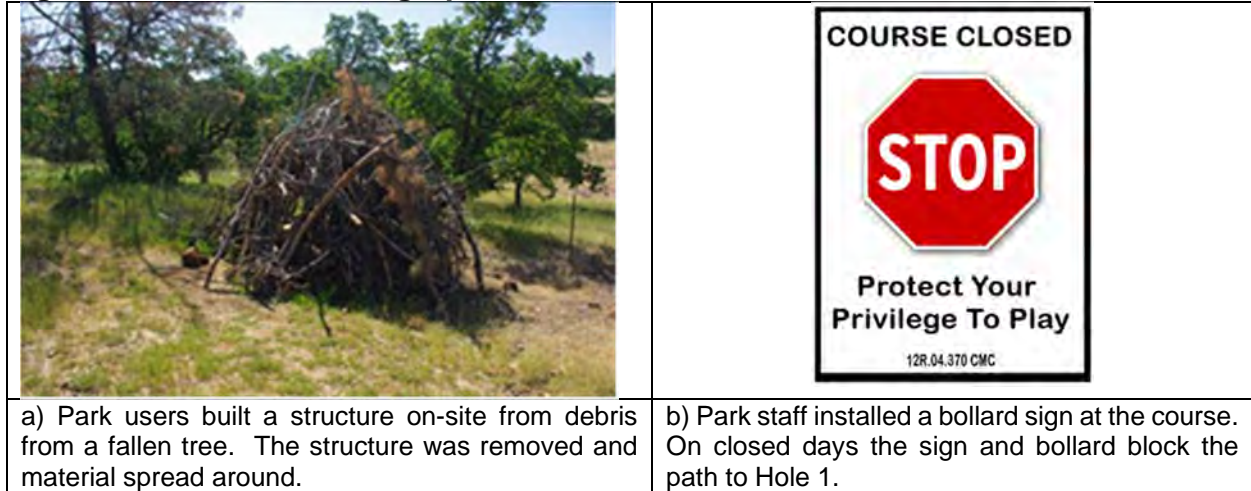 COURSE CLOSED
STOP
Protect Your
Privilege To Play
12R.04.370 CMC
a) Park users built a structure on-site from debris
from a fallen tree. The structure was removed and
material spread around.
b) Park staff installed a bollard sign at the course.
On closed days the sign and bollard block the
path to Hole 1.